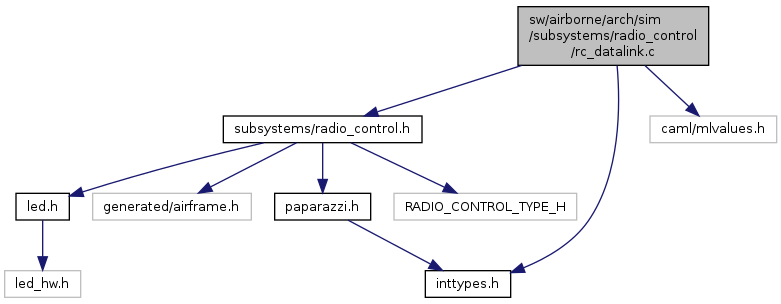 sw/airborne/arch/sim
/subsystems/radio_control
/rc_datalink.c
subsystems/radio_control.h
caml/mlvalues.h
led.h
generated/airframe.h
paparazzi.h
RADIO_CONTROL_TYPE_H
led_hw.h
inttypes.h